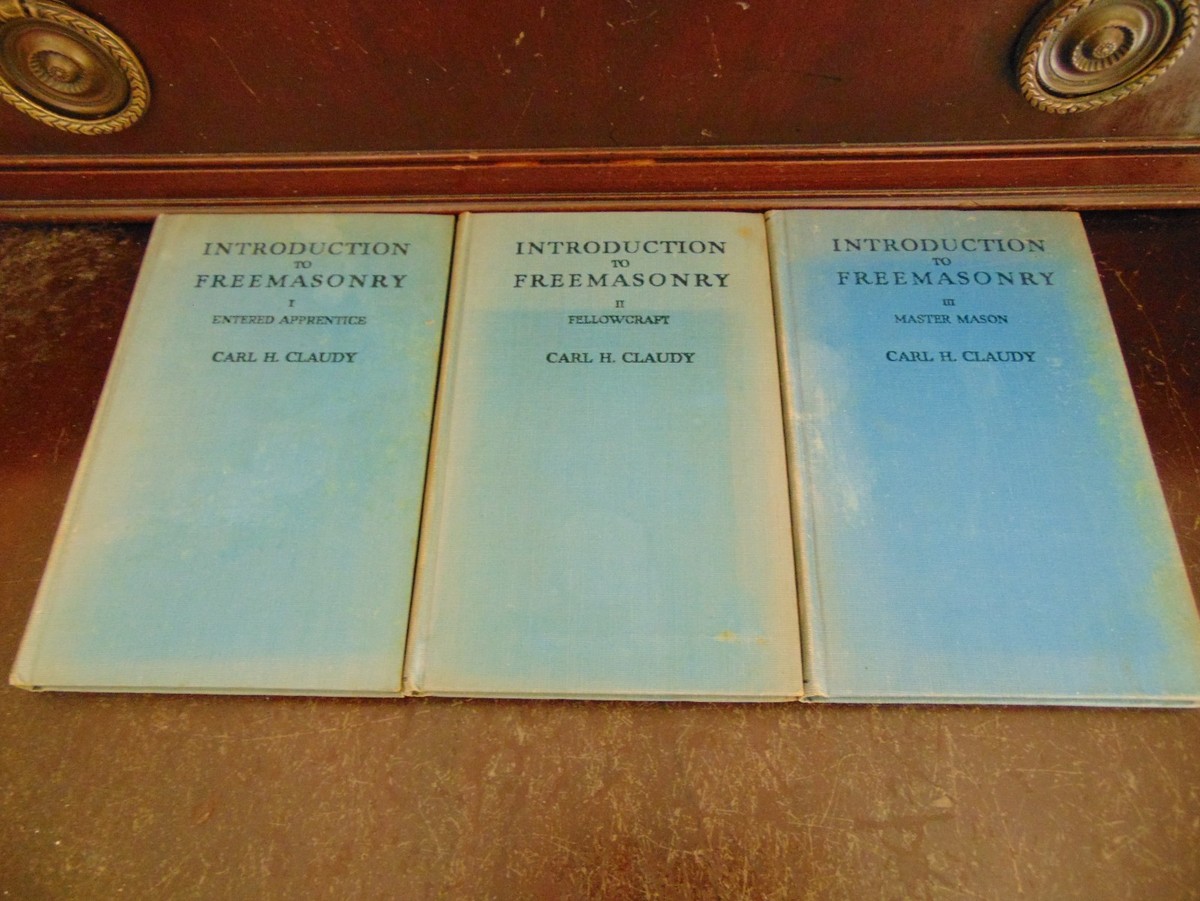 INTRODUCTION
TO
FREEMASONRY
I
ENTERED APPRENTICE
CARL H. CLAUDY
INTRODUCTION
TO
FREEMASONRY
II
FELLOWCRAFT
CARL H. CLAUDY
INTRODUCTION
TO
FREEMASONRY
III
MASTER MASON
CARL H. CLAUDY